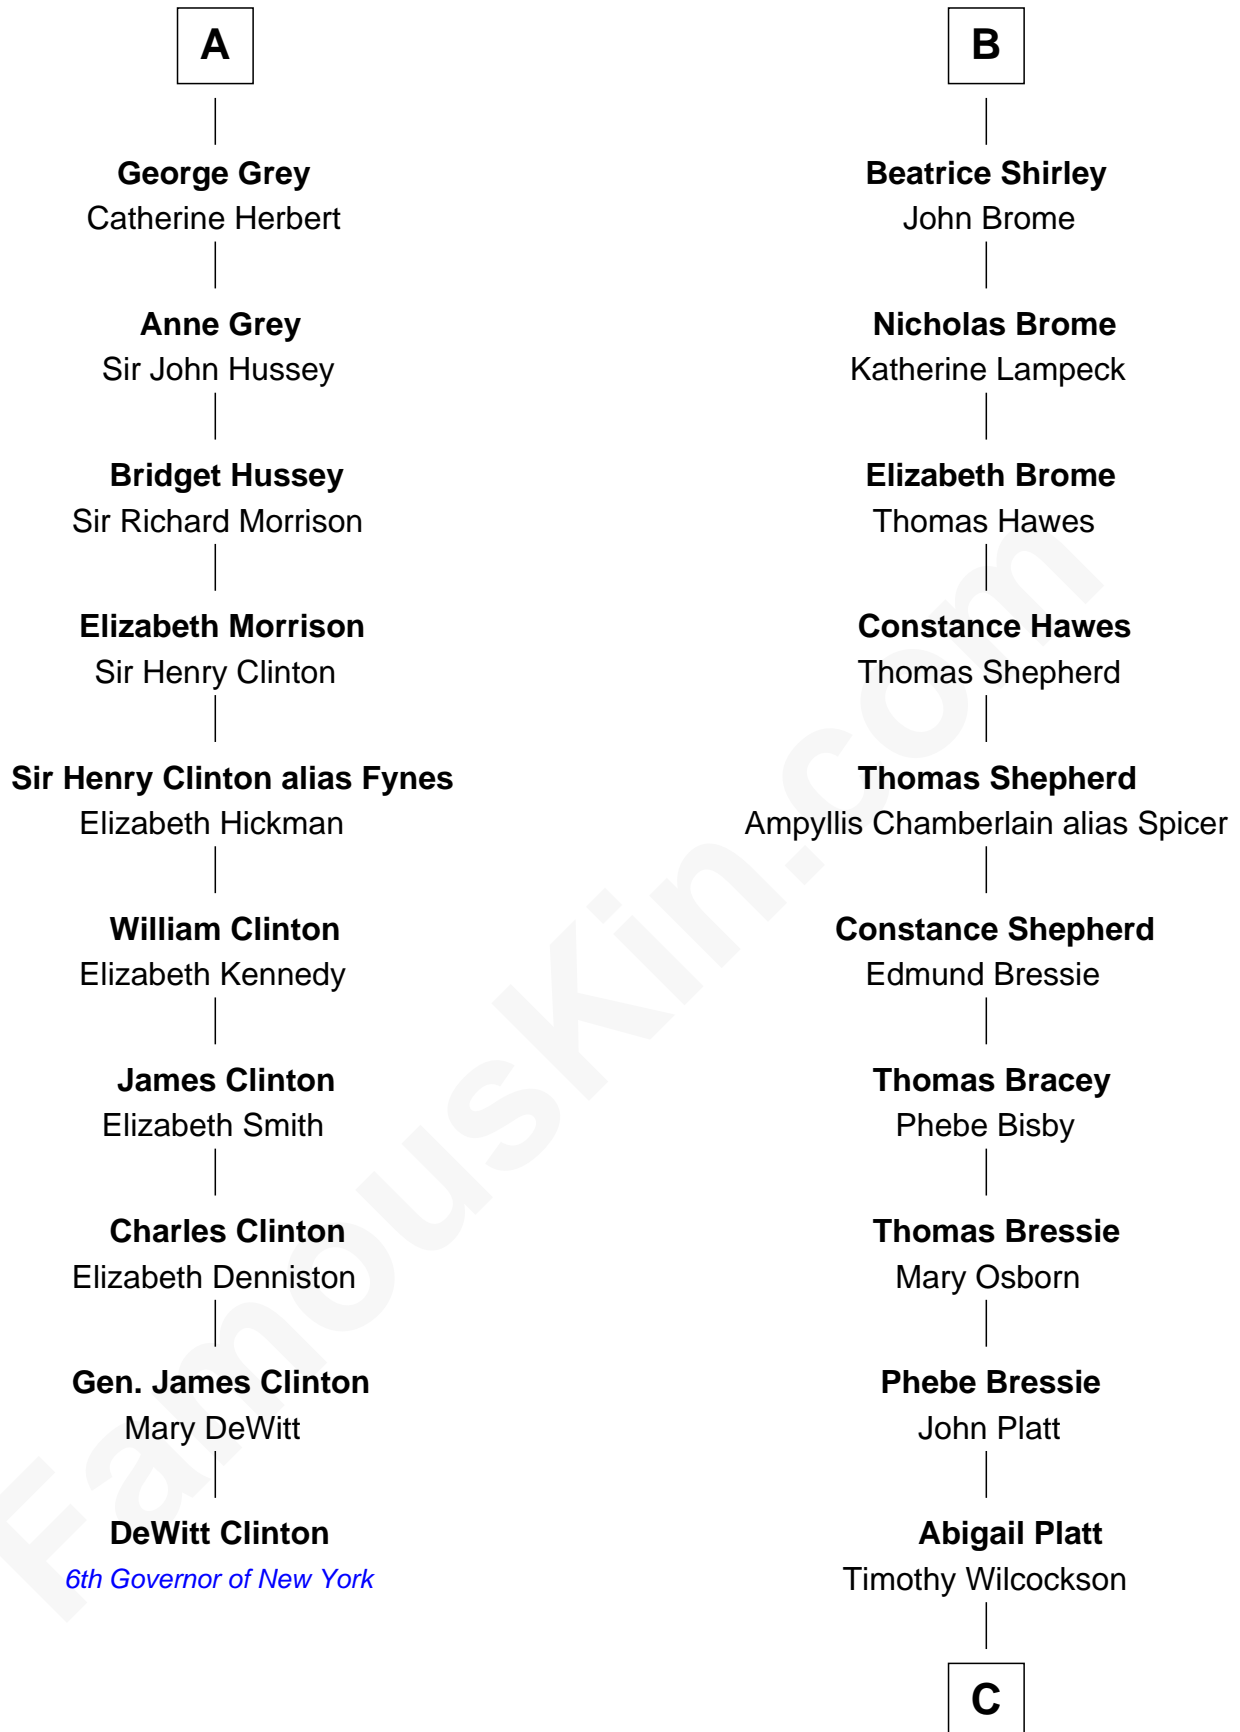 A
George Grey
Catherine Herbert
Anne Grey
Sir John Hussey
Bridget Hussey
Sir Richard Morrison
Elizabeth Morrison
Sir Henry Clinton
Sir Henry Clinton alias Fynes
Elizabeth Hickman
William Clinton
Elizabeth Kennedy
James Clinton
Elizabeth Smith
Charles Clinton
Elizabeth Denniston
Gen. James Clinton
Mary DeWitt
DeWitt Clinton
6th Governor of New York
B
Beatrice Shirley
John Brome
Nicholas Brome
Katherine Lampeck
Elizabeth Brome
Thomas Hawes
Constance Hawes
Thomas Shepherd
Thomas Shepherd
Ampyllis Chamberlain alias Spicer
Constance Shepherd
Edmund Bressie
Thomas Bracey
Phebe Bisby
Thomas Bressie
Mary Osborn
Phebe Bressie
John Platt
Abigail Platt
Timothy Wilcockson
C
FamousKin.com